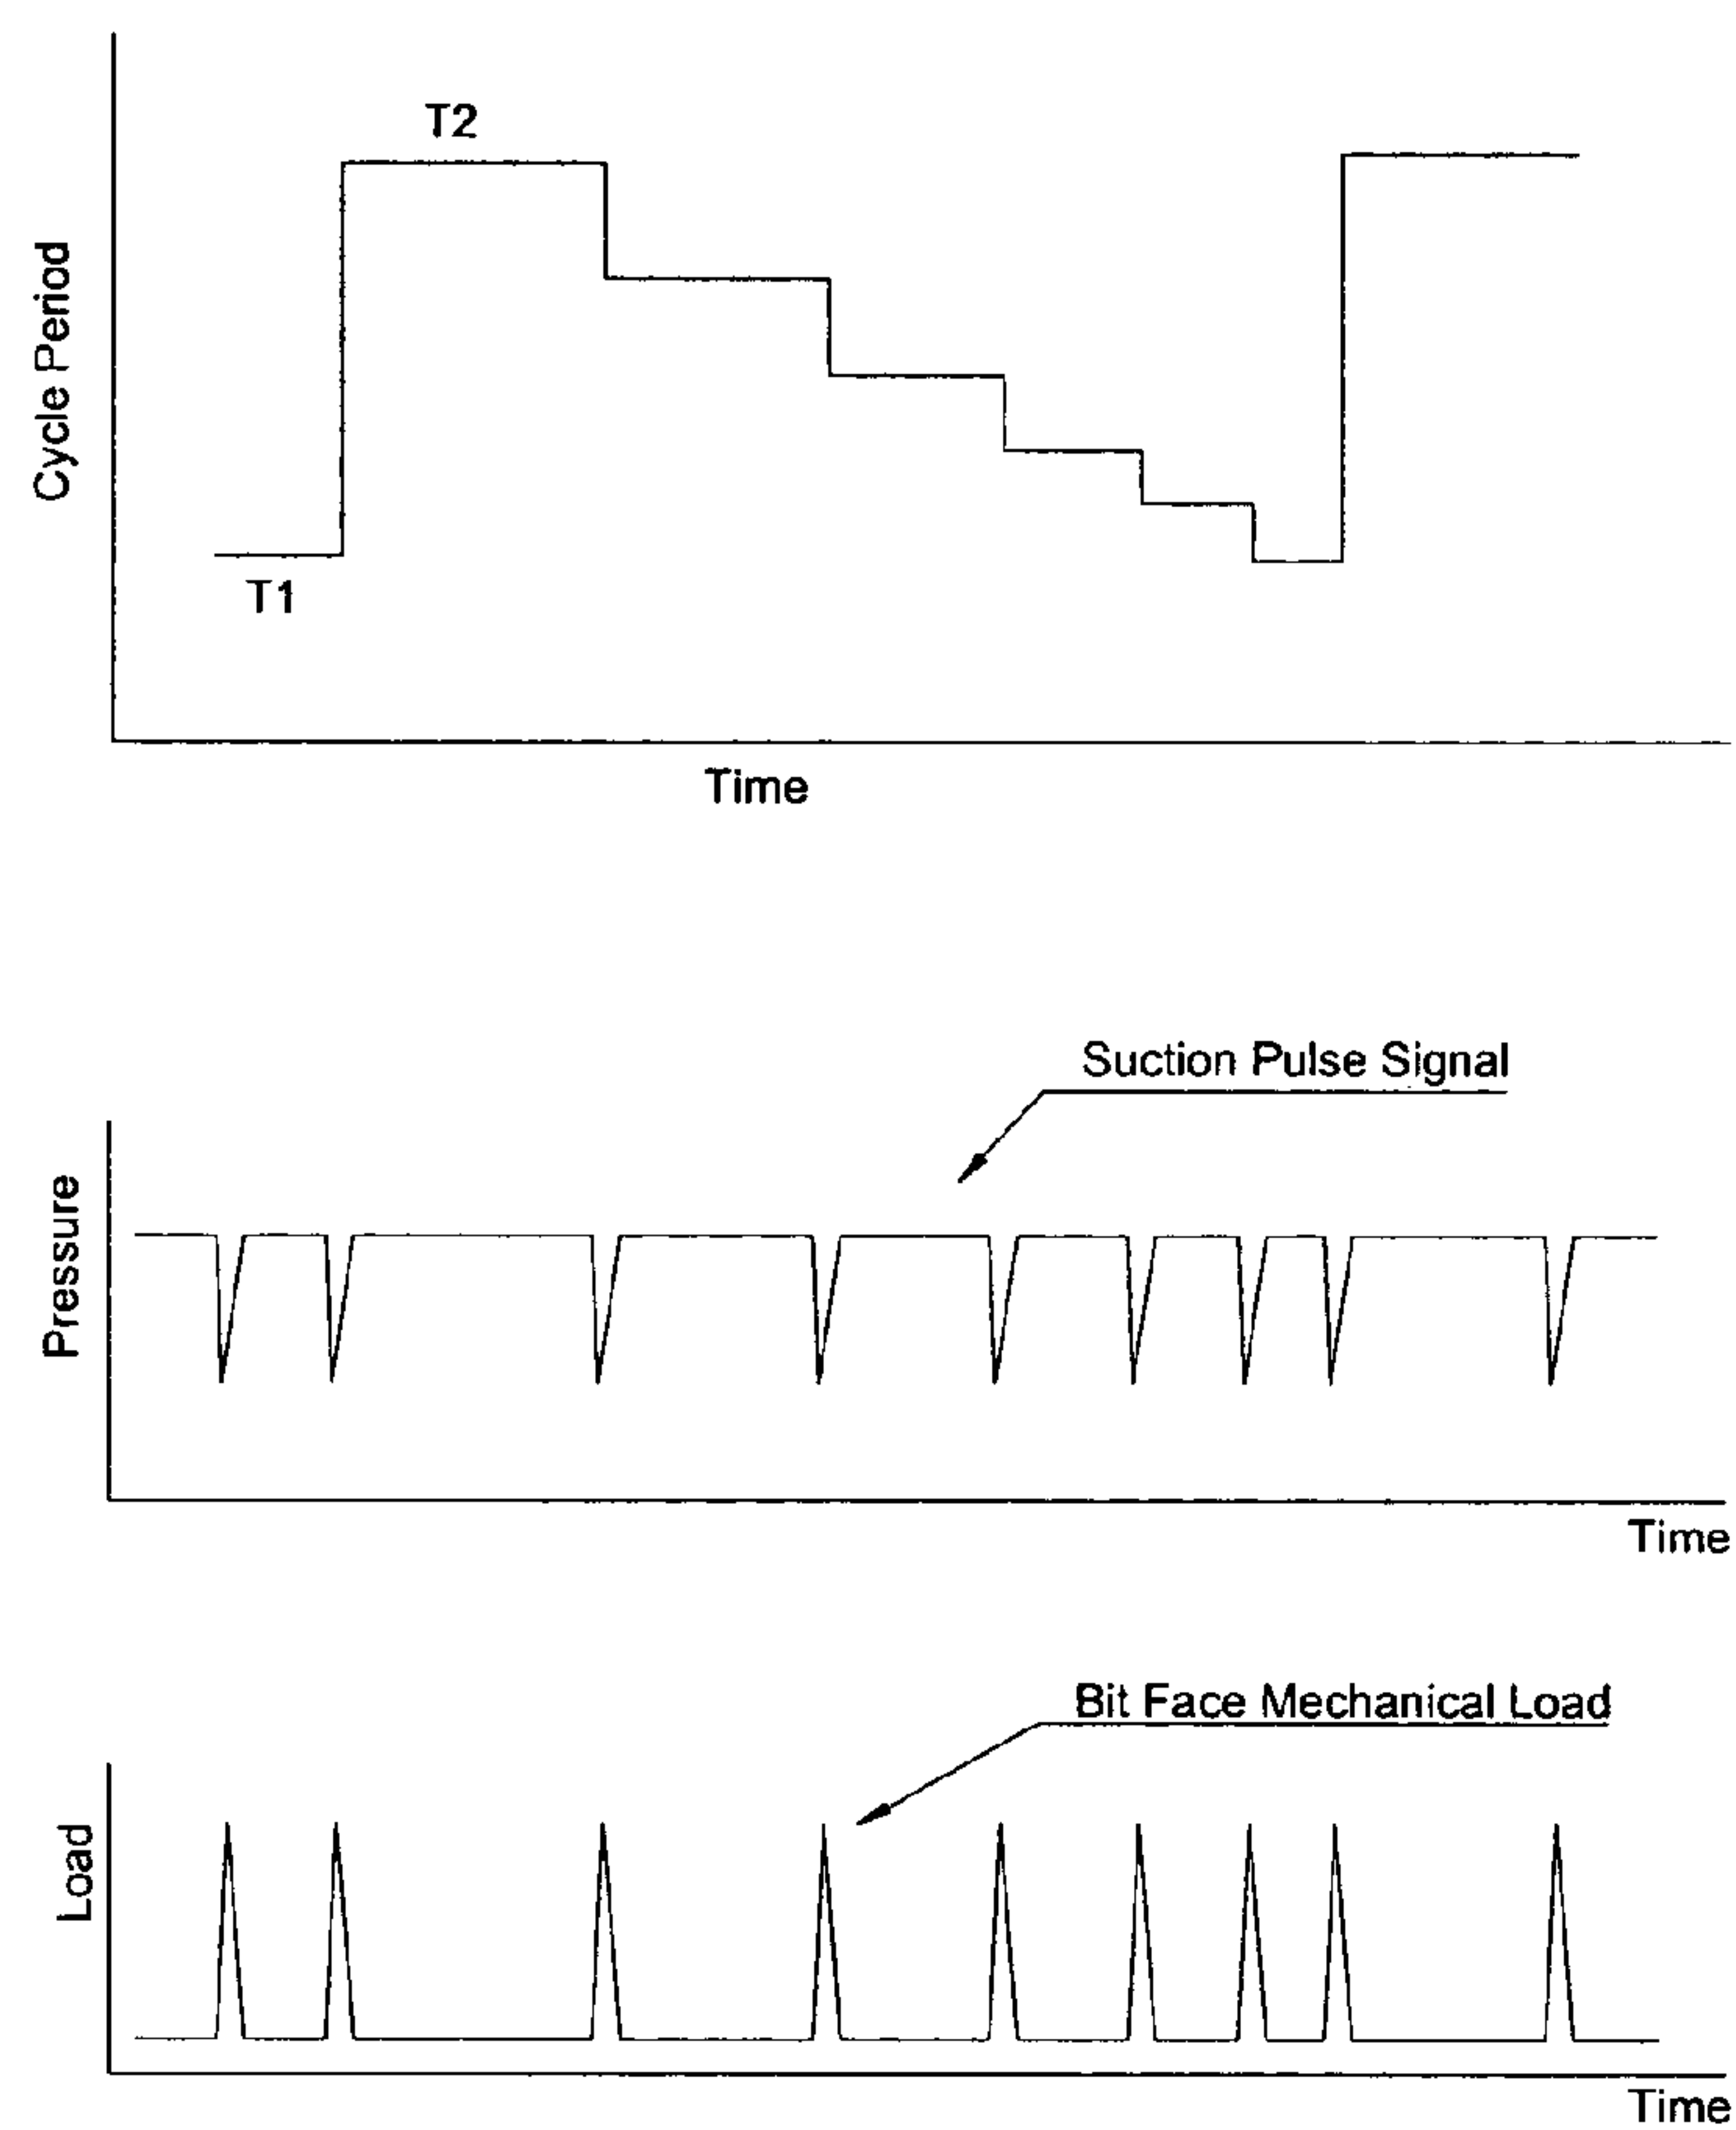 T2
Cycle Period
T1
Time
Suction Pulse Signal
Pressure
Time
Bit Face Mechanical Load
Load
Time